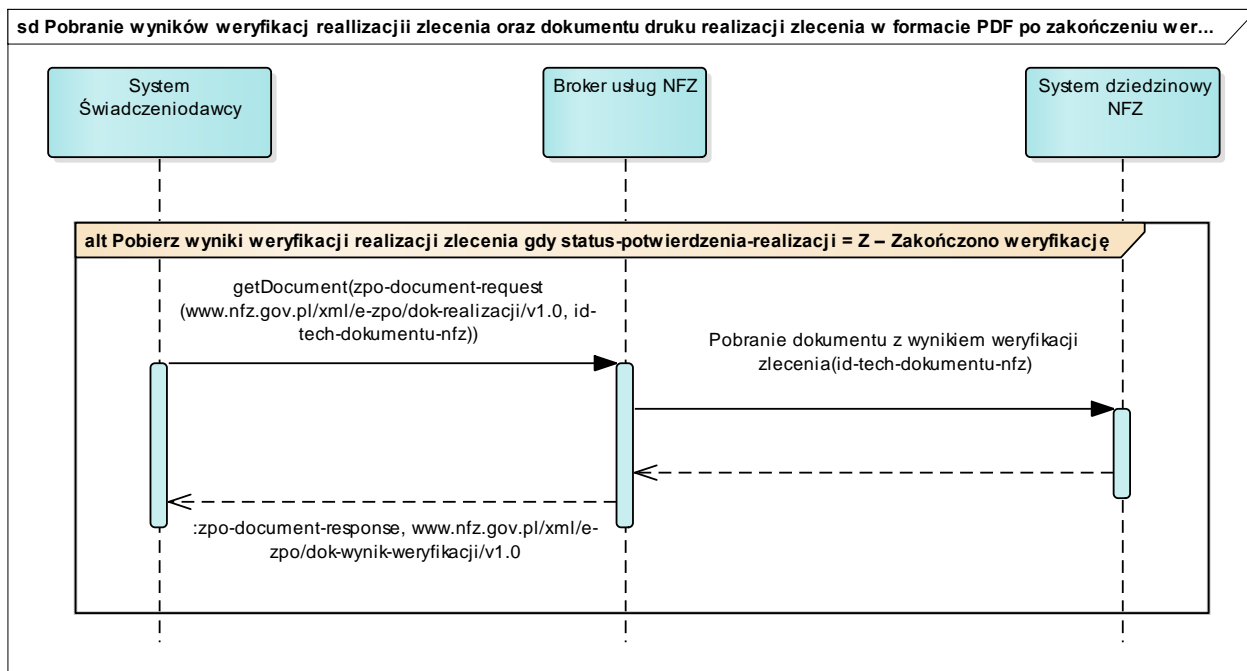 sd Pobranie wyników weryfikacj reallizacjii zlecenia oraz dokumentu druku realizacji zlecenia w formacie PDF po zakończeniu wer...
System
Świadczeniodawcy
Broker usług NFZ
System dziedzinowy
NFZ
alt Pobierz wyniki weryfikacji realizacji zlecenia gdy status-potwierdzenia-realizacji = Z – Zakończono weryfikację
getDocument(zpo-document-request
(www.nfz.gov.pl/xml/e-zpo/dok-realizacji/v1.0, id-
tech-dokumentu-nfz))
Pobranie dokumentu z wynikiem weryfikacji
zlecenia(id-tech-dokumentu-nfz)
:zpo-document-response, www.nfz.gov.pl/xml/e-
zpo/dok-wynik-weryfikacji/v1.0